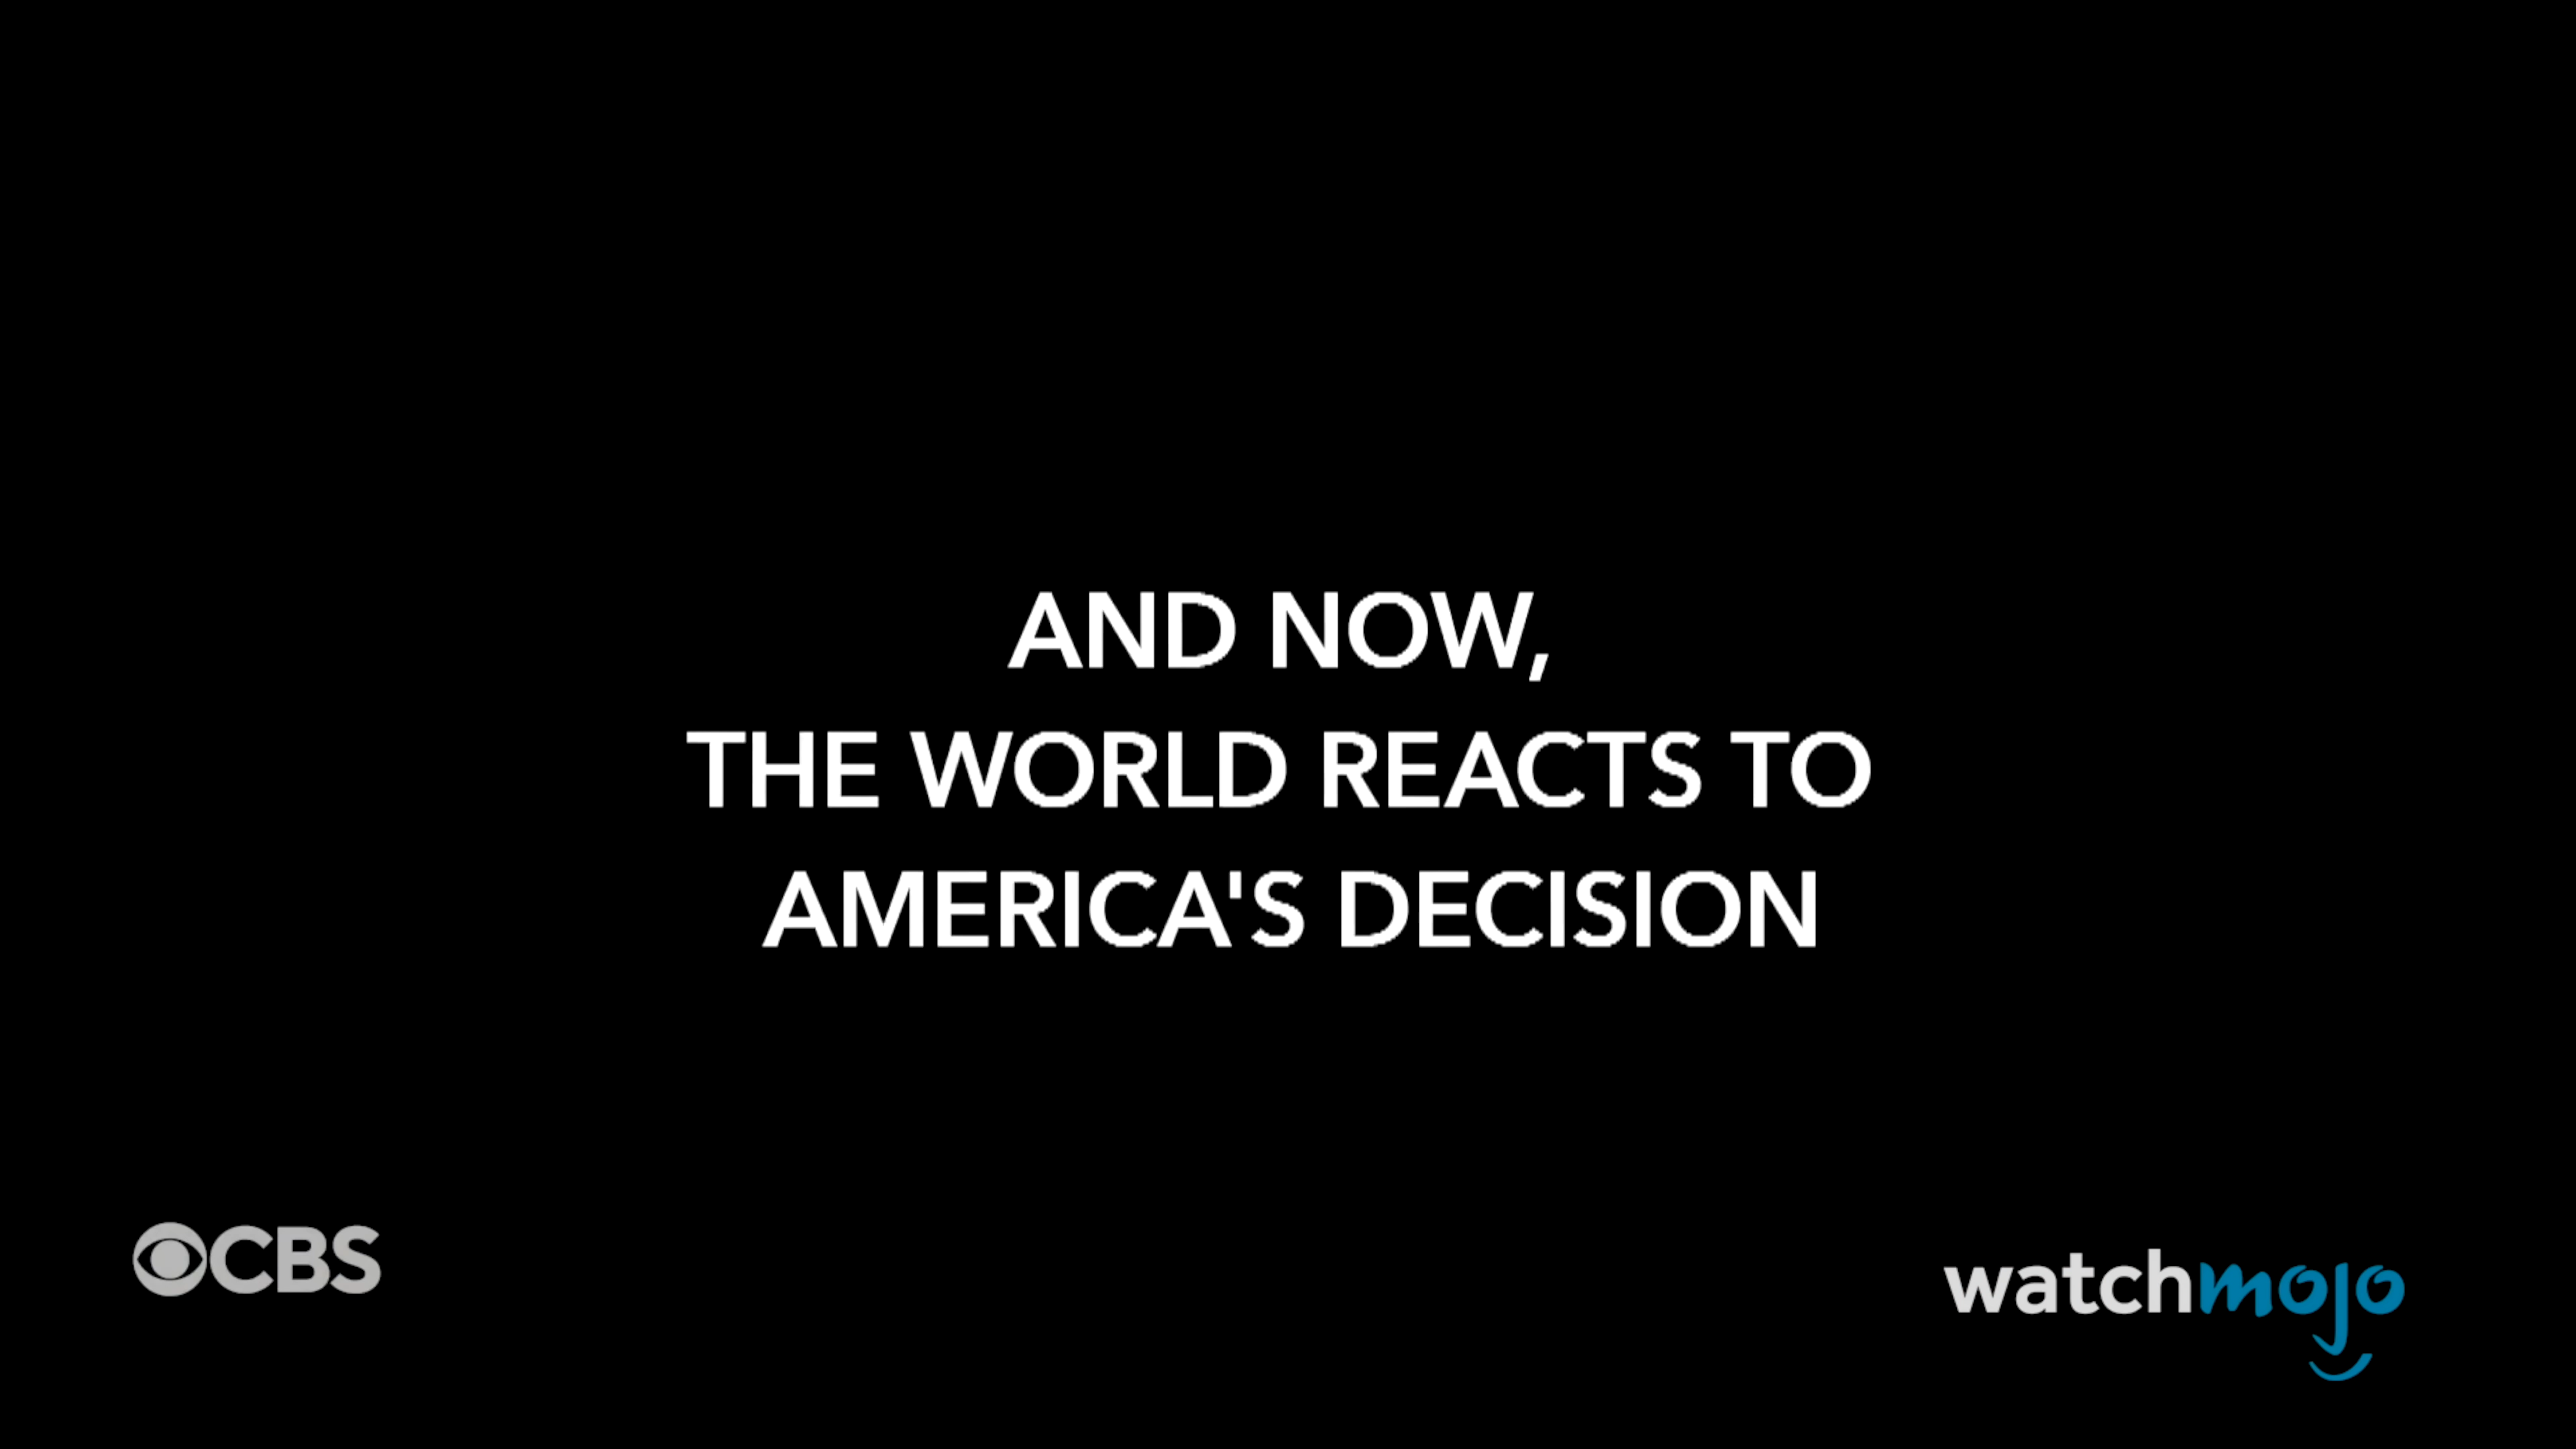 AND NOW,
THE WORLD REACTS TO
AMERICA'S DECISION
CBS
watchmojo